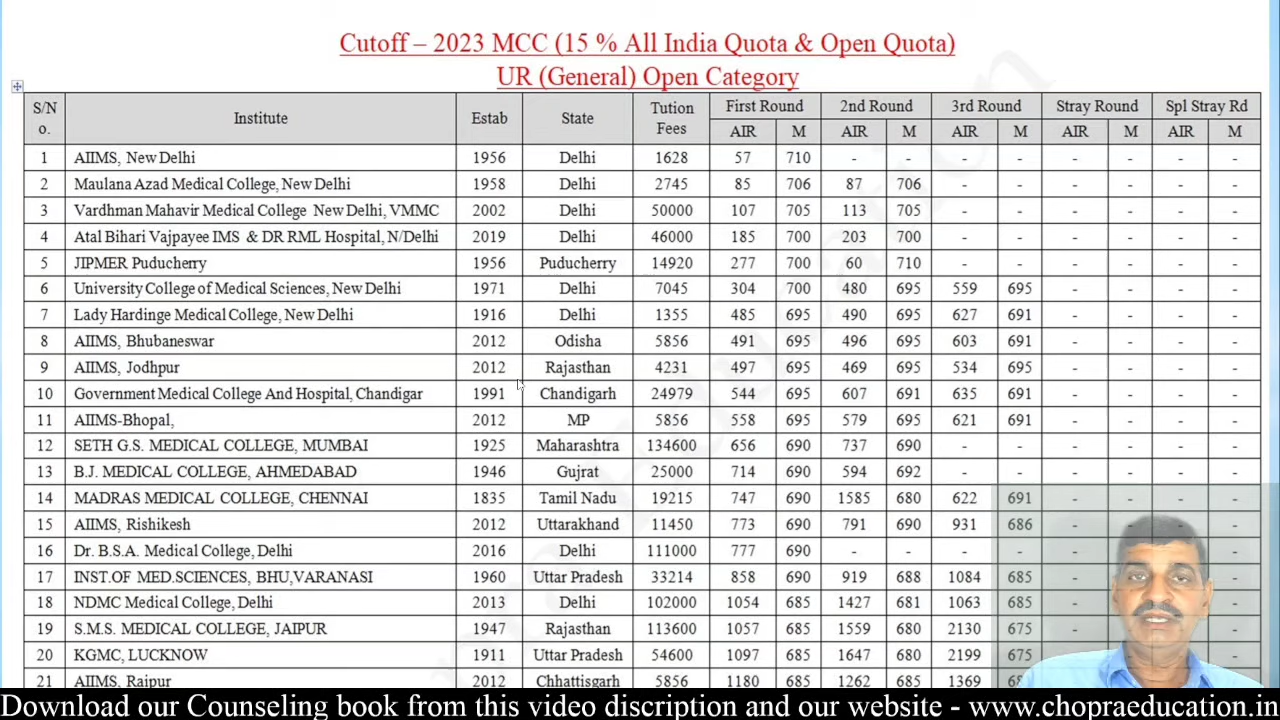 Cutoff – 2023 MCC (15 % All India Quota & Open Quota)
UR (General) Open Category
S/N o. Institute Estab State Tution Fees First Round 2nd Round 3rd Round Stray Round Spl Stray Rd
AIR M AIR M AIR M AIR M AIR M
1 AIIMS, New Delhi 1956 Delhi 1628 57 710 - - - - - - - -
2 Maulana Azad Medical College, New Delhi 1958 Delhi 2745 85 706 87 706 - - - - - -
3 Vardhman Mahavir Medical College New Delhi, VMMC 2002 Delhi 50000 107 705 113 705 - - - - - -
4 Atal Bihari Vajpayee IMS & DR RML Hospital, N/Delhi 2019 Delhi 46000 185 700 203 700 - - - - - -
5 JIPMER Puducherry 1956 Puducherry 14920 277 700 60 710 - - - - - -
6 University College of Medical Sciences, New Delhi 1971 Delhi 7045 304 700 480 695 559 695 - - - -
7 Lady Hardinge Medical College, New Delhi 1916 Delhi 1355 485 695 490 695 627 691 - - - -
8 AIIMS, Bhubaneswar 2012 Odisha 5856 491 695 496 695 603 691 - - - -
9 AIIMS, Jodhpur 2012 Rajasthan 4231 497 695 469 695 534 695 - - - -
10 Government Medical College And Hospital, Chandigar 1991 Chandigarh 24979 544 695 607 691 635 691 - - - -
11 AIIMS-Bhopal, 2012 MP 5856 558 695 579 695 621 691 - - - -
12 SETH G.S. MEDICAL COLLEGE, MUMBAI 1925 Maharashtra 134600 656 690 737 690 - - - - - -
13 B.J. MEDICAL COLLEGE, AHMEDABAD 1946 Gujrat 25000 714 690 594 692 - - - - - -
14 MADRAS MEDICAL COLLEGE, CHENNAI 1835 Tamil Nadu 19215 747 690 1585 680 622 691 - - - -
15 AIIMS, Rishikesh 2012 Uttarakhand 11450 773 690 791 690 931 686 - - - -
16 Dr. B.S.A. Medical College, Delhi 2016 Delhi 111000 777 690 - - - - - - -
17 INST.OF MED.SCIENCES, BHU,VARANASI 1960 Uttar Pradesh 33214 858 690 919 688 1084 685 - -
18 NDMC Medical College, Delhi 2013 Delhi 102000 1054 685 1427 681 1063 685 - -
19 S.M.S. MEDICAL COLLEGE, JAIPUR 1947 Rajasthan 113600 1057 685 1559 680 2130 675 - -
20 KGMC, LUCKNOW 1911 Uttar Pradesh 54600 1097 685 1647 680 2199 675 - -
21 AIIMS, Raipur 2012 Chhattisgarh 5856 1180 685 1262 685 1369
Download our Counseling book from this video discription and our website - www.chopraeducation.in